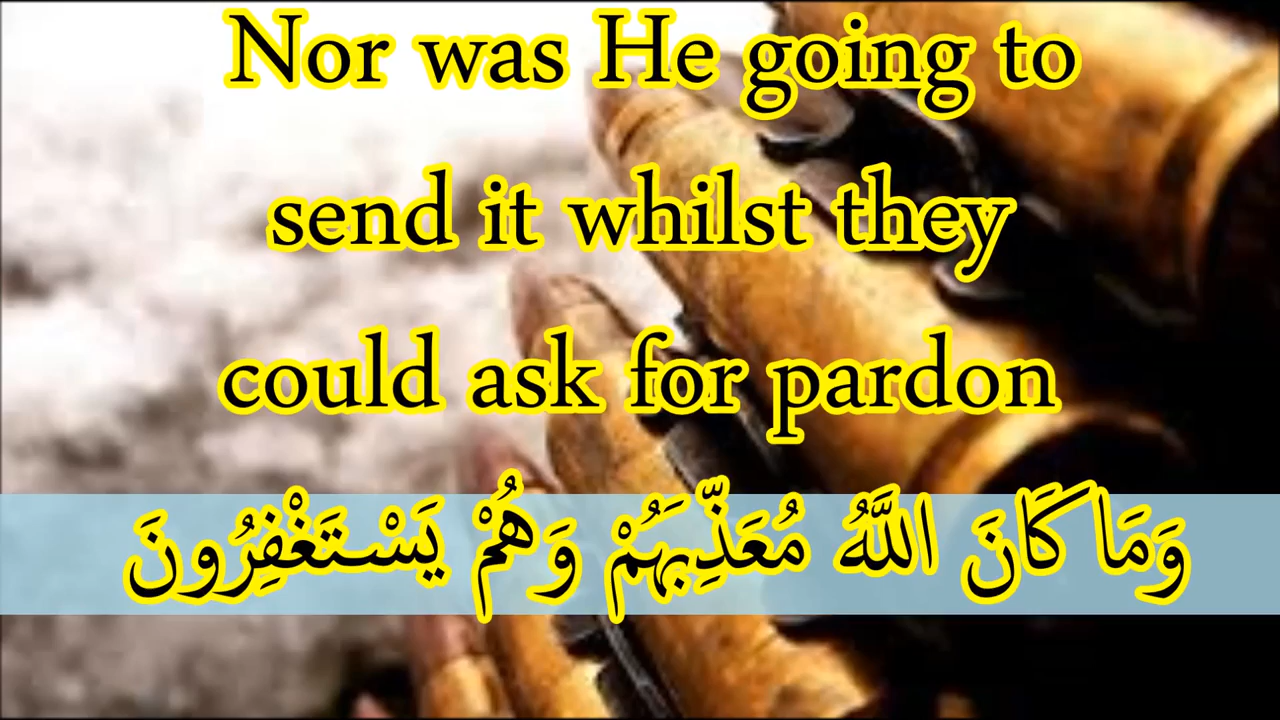 Nor was He going to
send it whilst they
could ask for pardon
وَمَا كَانَ اللَّهُ مُعَذِّبَهُمْ وَهُمْ يَسْتَغْفِرُونَ